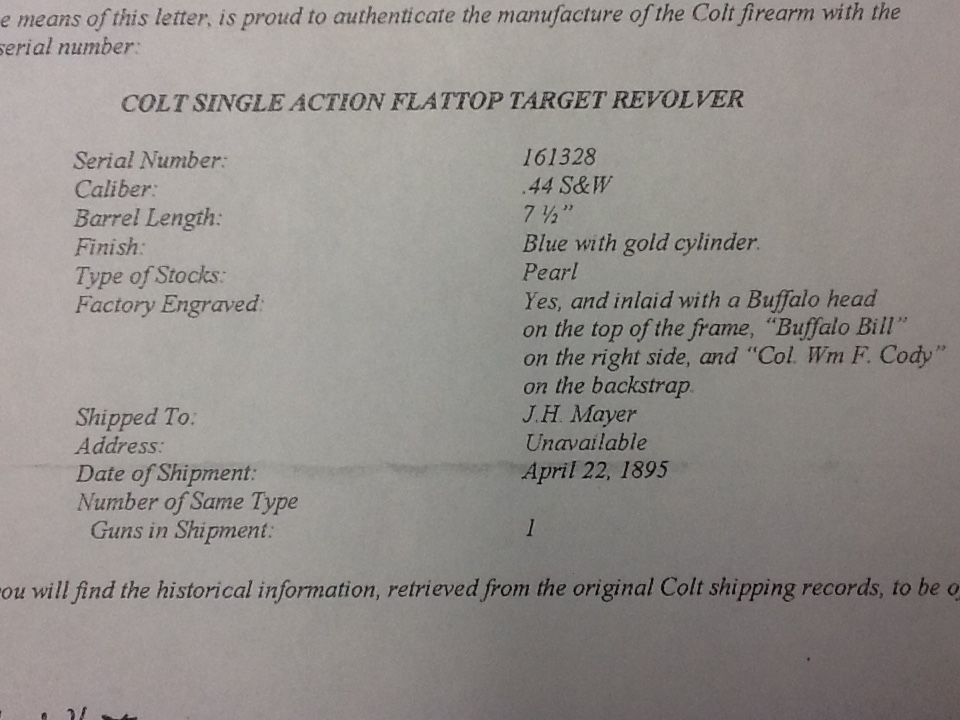 e means of this letter, is proud to authenticate the manufacture of the Colt firearm with the
serial number:
COLT SINGLE ACTION FLATTOP TARGET REVOLVER
Serial Number: 161328
Caliber: .44 S&W
Barrel Length: 7 ½”
Finish: Blue with gold cylinder.
Type of Stocks: Pearl
Factory Engraved: Yes, and inlaid with a Buffalo head
on the top of the frame, “Buffalo Bill”
on the right side, and “Col. Wm F. Cody”
on the backstrap.
Shipped To: J.H. Mayer
Address: Unavailable
Date of Shipment: April 22, 1895
Number of Same Type
Guns in Shipment: 1
you will find the historical information, retrieved from the original Colt shipping records, to be